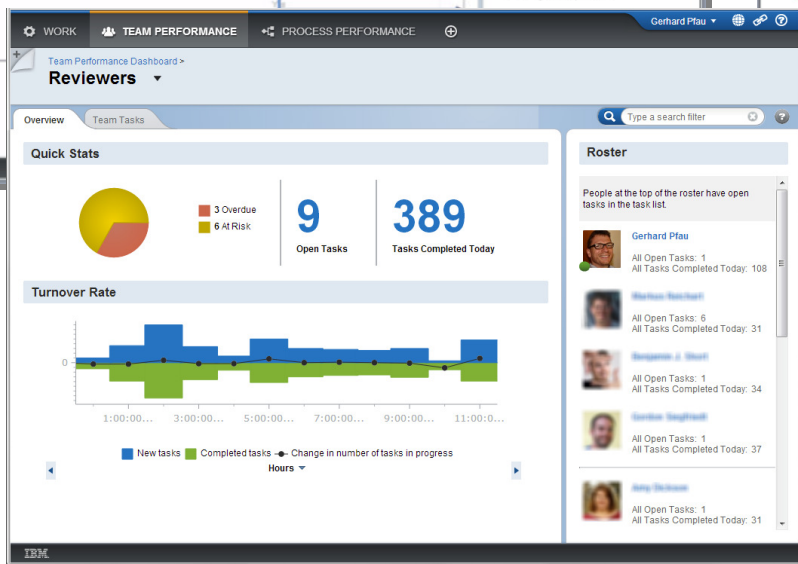 WORK
TEAM PERFORMANCE
PROCESS PERFORMANCE
Gerhard Pfau
Team Performance Dashboard >
Reviewers
Overview
Team Tasks
Type a search filter
Quick Stats
3 Overdue
6 At Risk
9
Open Tasks
389
Tasks Completed Today
Turnover Rate
0
1:00:00...
3:00:00...
5:00:00...
7:00:00...
9:00:00...
11:00:0...
New tasks
Completed tasks
Change in number of tasks in progress
Hours
Roster
People at the top of the roster have open
tasks in the task list.
Gerhard Pfau
All Open Tasks: 1
All Tasks Completed Today: 108
All Open Tasks: 6
All Tasks Completed Today: 31
All Open Tasks: 1
All Tasks Completed Today: 34
All Open Tasks: 1
All Tasks Completed Today: 37
All Open Tasks: 1
All Tasks Completed Today: 31
IBM.